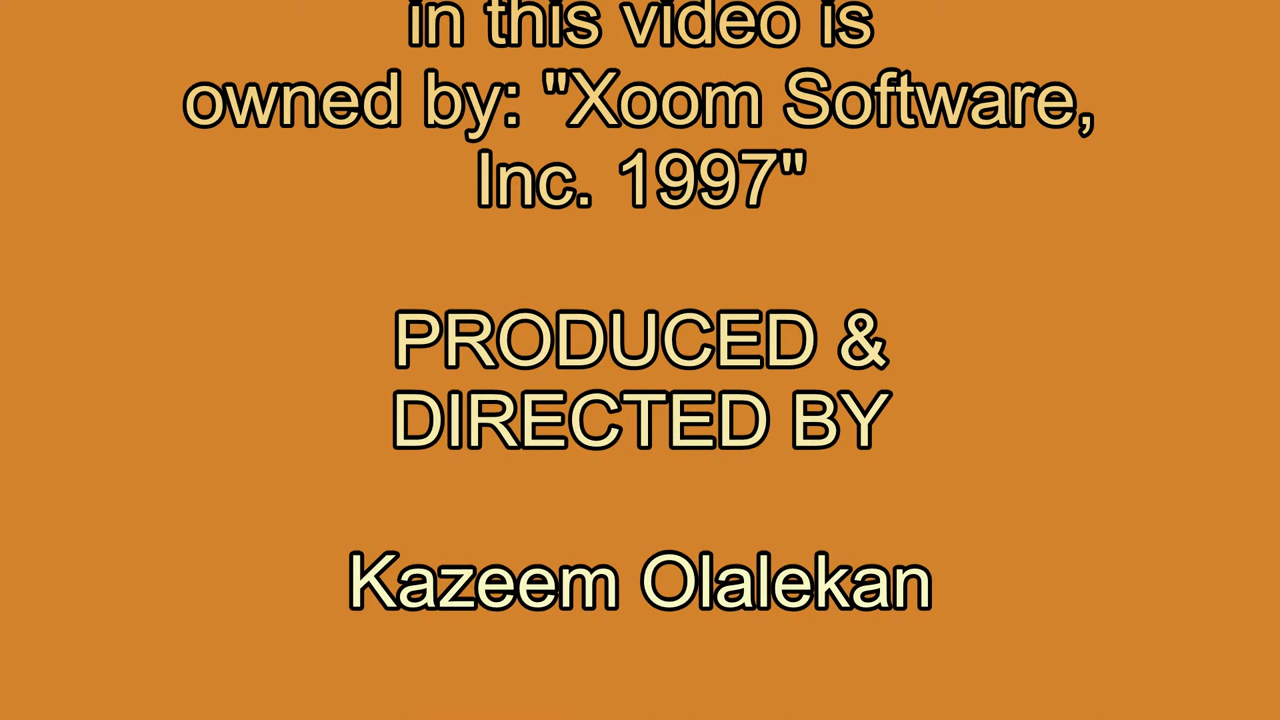 in this video is
owned by: "Xoom Software,
Inc. 1997"
PRODUCED &
DIRECTED BY
Kazeem Olalekan